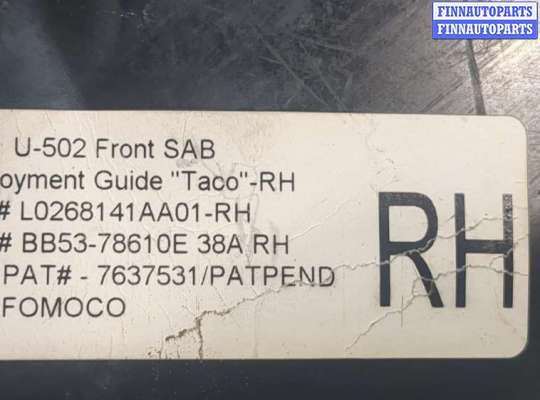 FINNAUTOPARTS
FINNAUTOPARTS
U-502 Front SAB
oyment Guide "Taco"-RH
# L0268141AA01-RH
# BB53-78610E 38A RH
PAT# - 7637531/PATPEND
FOMOCO
RH